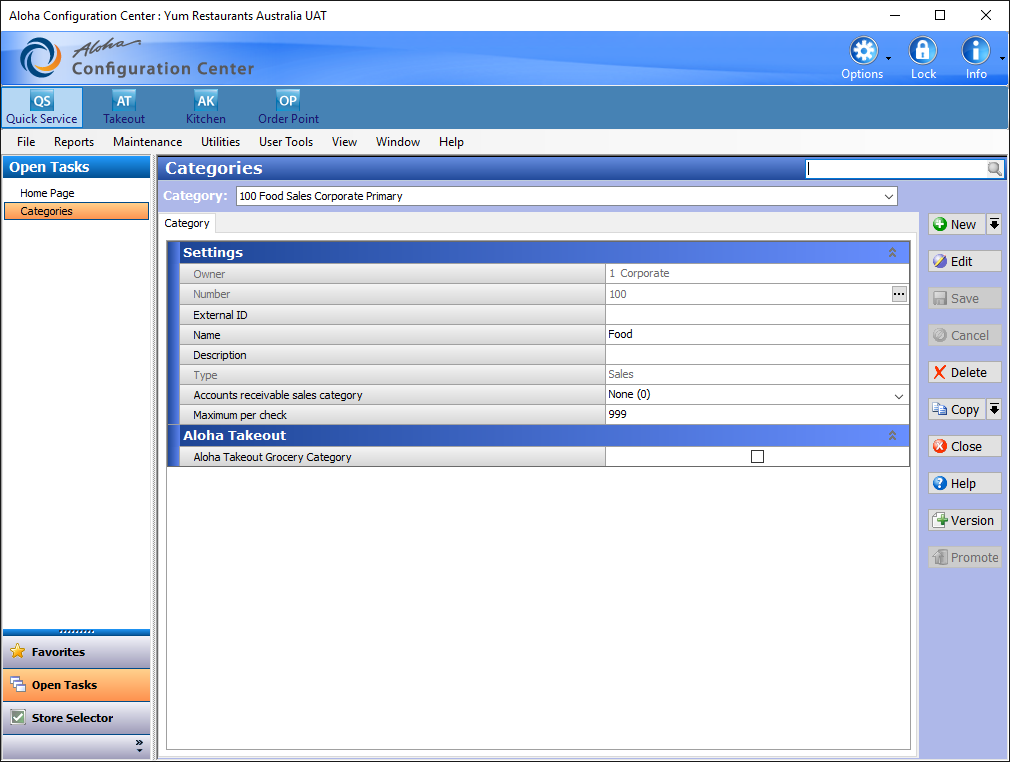 Aloha Configuration Center : Yum Restaurants Australia UAT
Aloha
Configuration Center
Options
Lock
Info
QS
Quick Service
AT
Takeout
AK
Kitchen
OP
Order Point
File Reports Maintenance Utilities User Tools View Window Help
Open Tasks
Home Page
Categories
Favorites
Open Tasks
Store Selector
Categories
Category: 100 Food Sales Corporate Primary
Category
Settings
Owner 1 Corporate
Number 100
External ID
Name Food
Description
Type Sales
Accounts receivable sales category None (0)
Maximum per check 999
Aloha Takeout
Aloha Takeout Grocery Category
New
Edit
Save
Cancel
Delete
Copy
Close
Help
Version
Promote